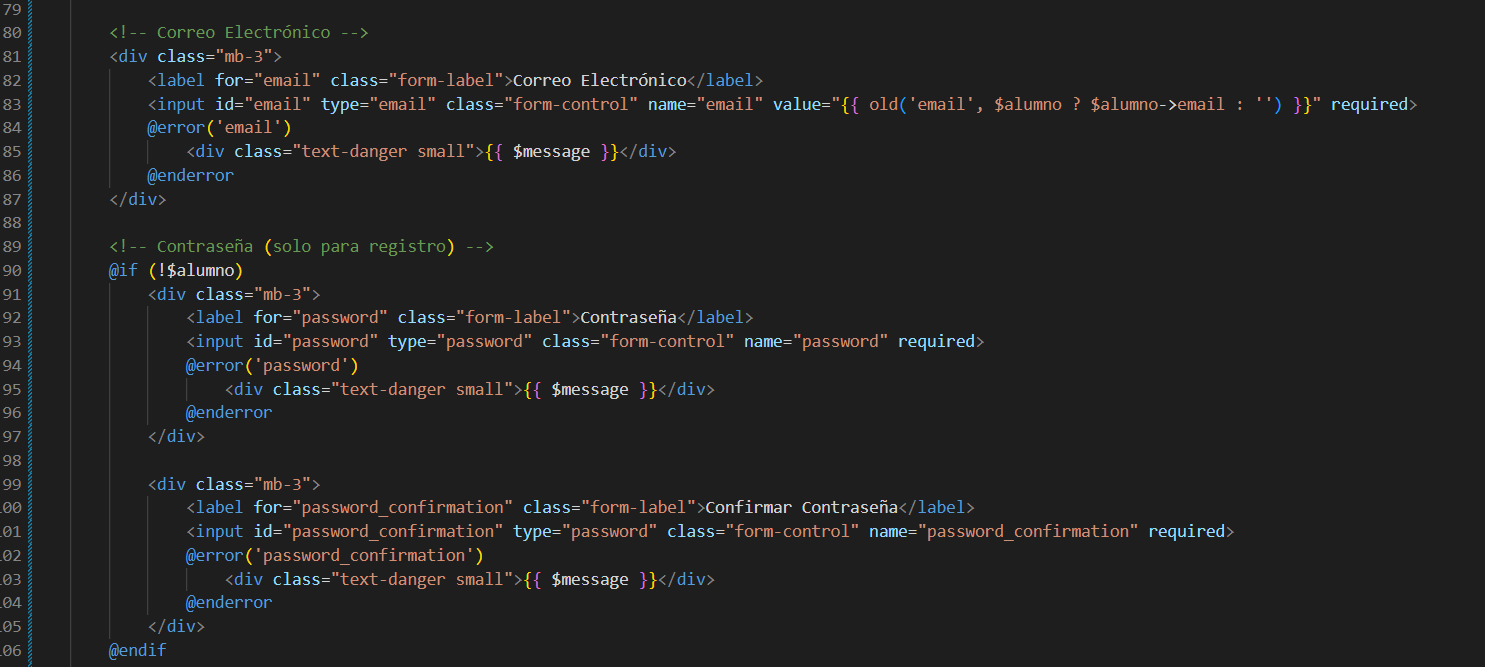 79
80 <!-- Correo Electrónico -->
81 <div class="mb-3">
82 <label for="email" class="form-label">Correo Electrónico</label>
83 <input id="email" type="email" class="form-control" name="email" value="{{ old('email', $alumno ? $alumno->email : '') }}" required>
84 @error('email')
85 <div class="text-danger small">{{ $message }}</div>
86 @enderror
87 </div>
88
89 <!-- Contraseña (solo para registro) -->
90 @if (!$alumno)
91 <div class="mb-3">
92 <label for="password" class="form-label">Contraseña</label>
93 <input id="password" type="password" class="form-control" name="password" required>
94 @error('password')
95 <div class="text-danger small">{{ $message }}</div>
96 @enderror
97 </div>
98
99 <div class="mb-3">
100 <label for="password_confirmation" class="form-label">Confirmar Contraseña</label>
101 <input id="password_confirmation" type="password" class="form-control" name="password_confirmation" required>
102 @error('password_confirmation')
103 <div class="text-danger small">{{ $message }}</div>
104 @enderror
105 </div>
106 @endif